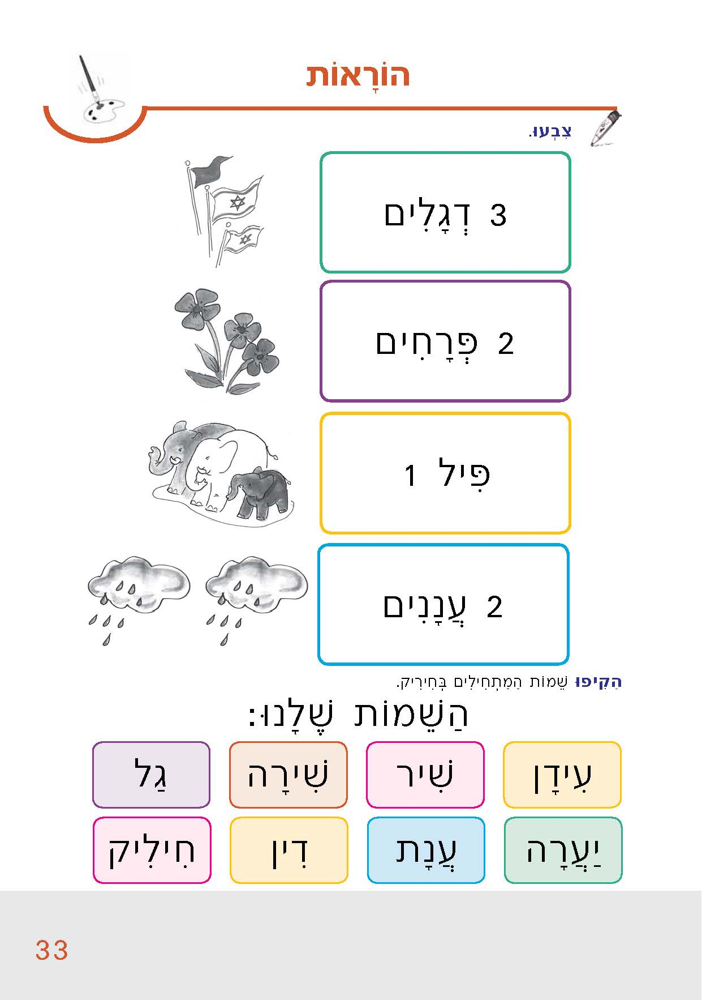 הוֹרָאוֹת
צִבְעוּ.
3 דְגָלִים
2 פְּרָחִים
פִּיל 1
2 עֲנָנִים
הַקִיפוּ שֵׁמוֹת הַמַתְחִילִים בְּחִירִיק.
הַשֵׁמוֹת שֶׁלָנוּ:
עִידָן שִׁיר שִׁירָה גַל
יַעֲרָה עֲנָת דִין חִילִיק
33